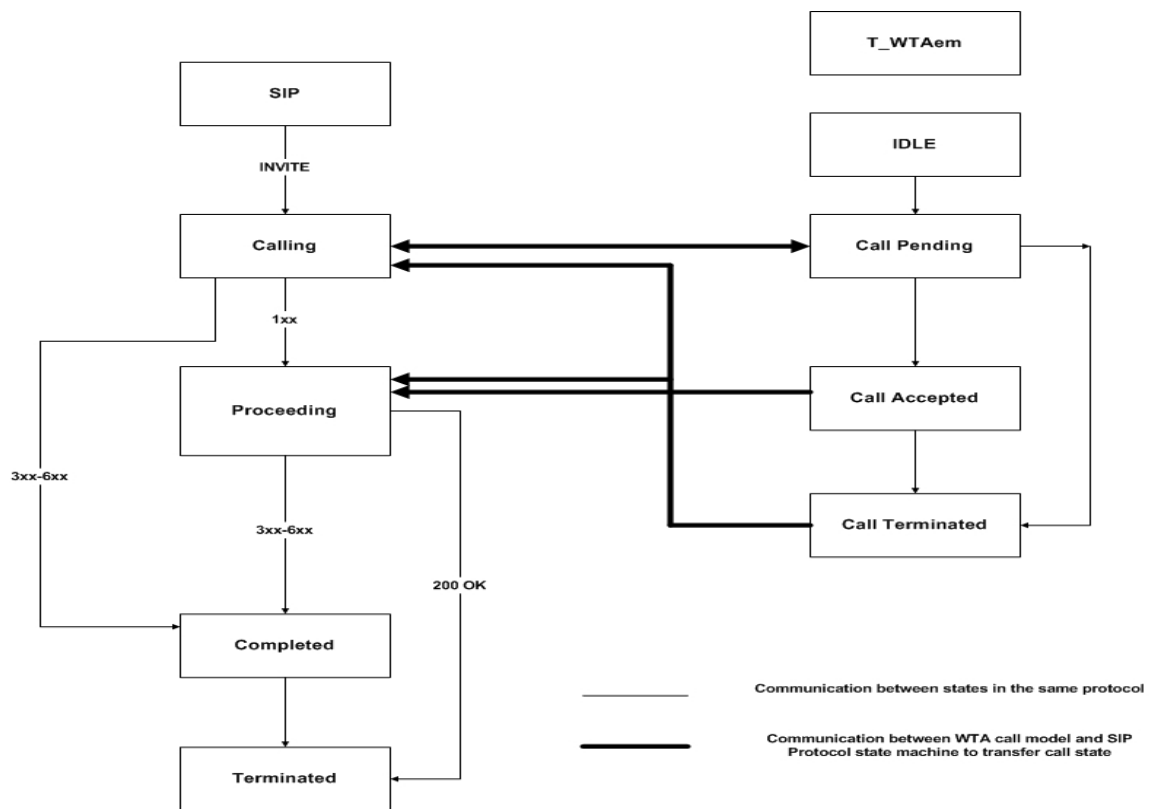 T_WTAem
SIP
IDLE
INVITE
Calling
Call Pending
1xx
Proceeding
Call Accepted
3xx-6xx
Call Terminated
3xx-6xx
200 OK
Completed
Communication between states in the same protocol
Communication between WTA call model and SIP
Protocol state machine to transfer call state
Terminated